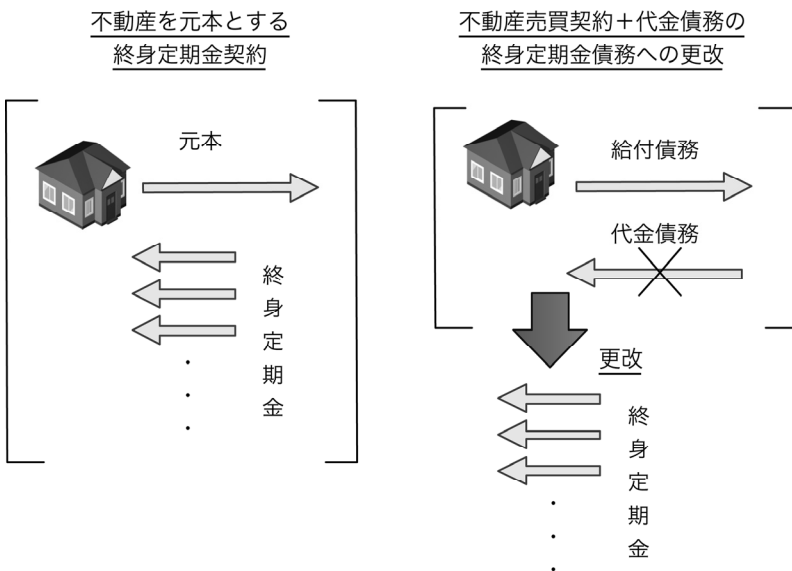 不動産を元本とする
終身定期金契約
元本
終身定期金
不動産売買契約＋代金債務の
終身定期金債務への更改
給付債務
代金債務
更改
終身定期金